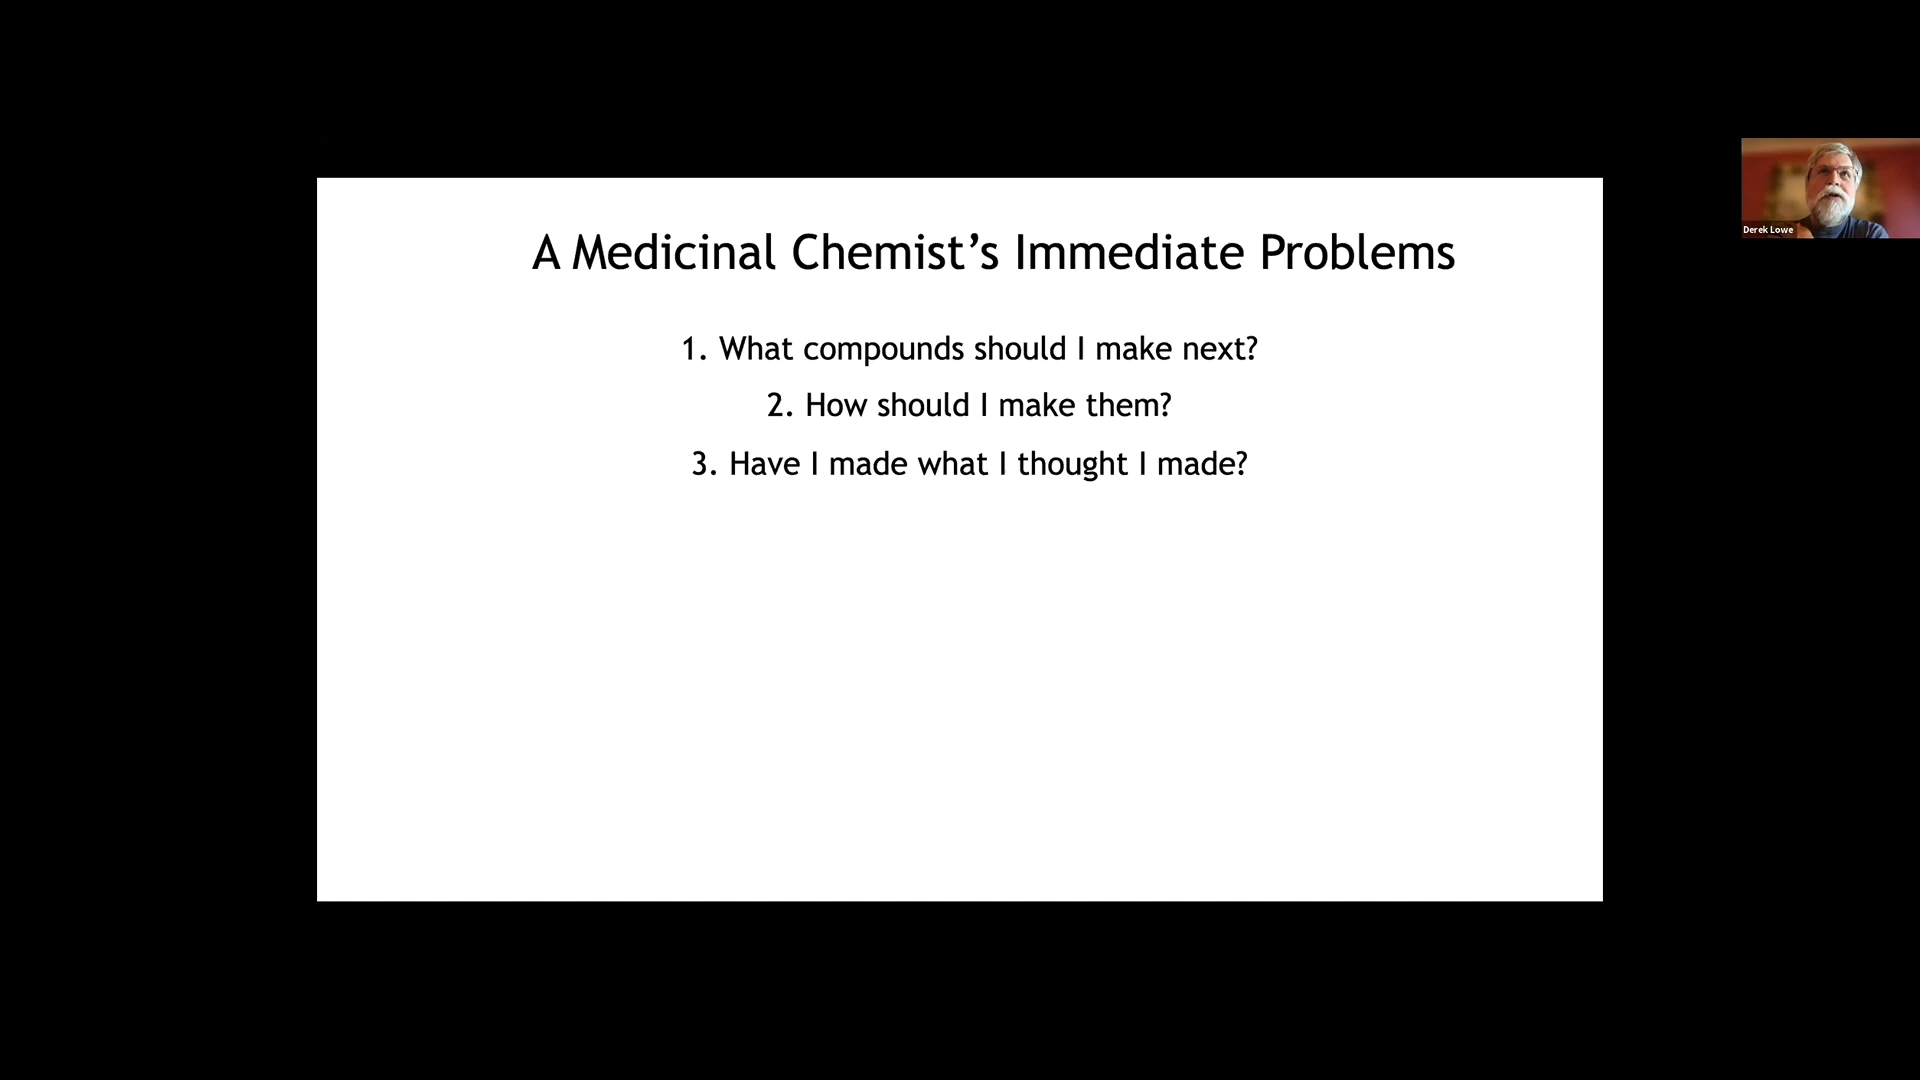 A Medicinal Chemist’s Immediate Problems
1. What compounds should I make next?
2. How should I make them?
3. Have I made what I thought I made?
Derek Lowe